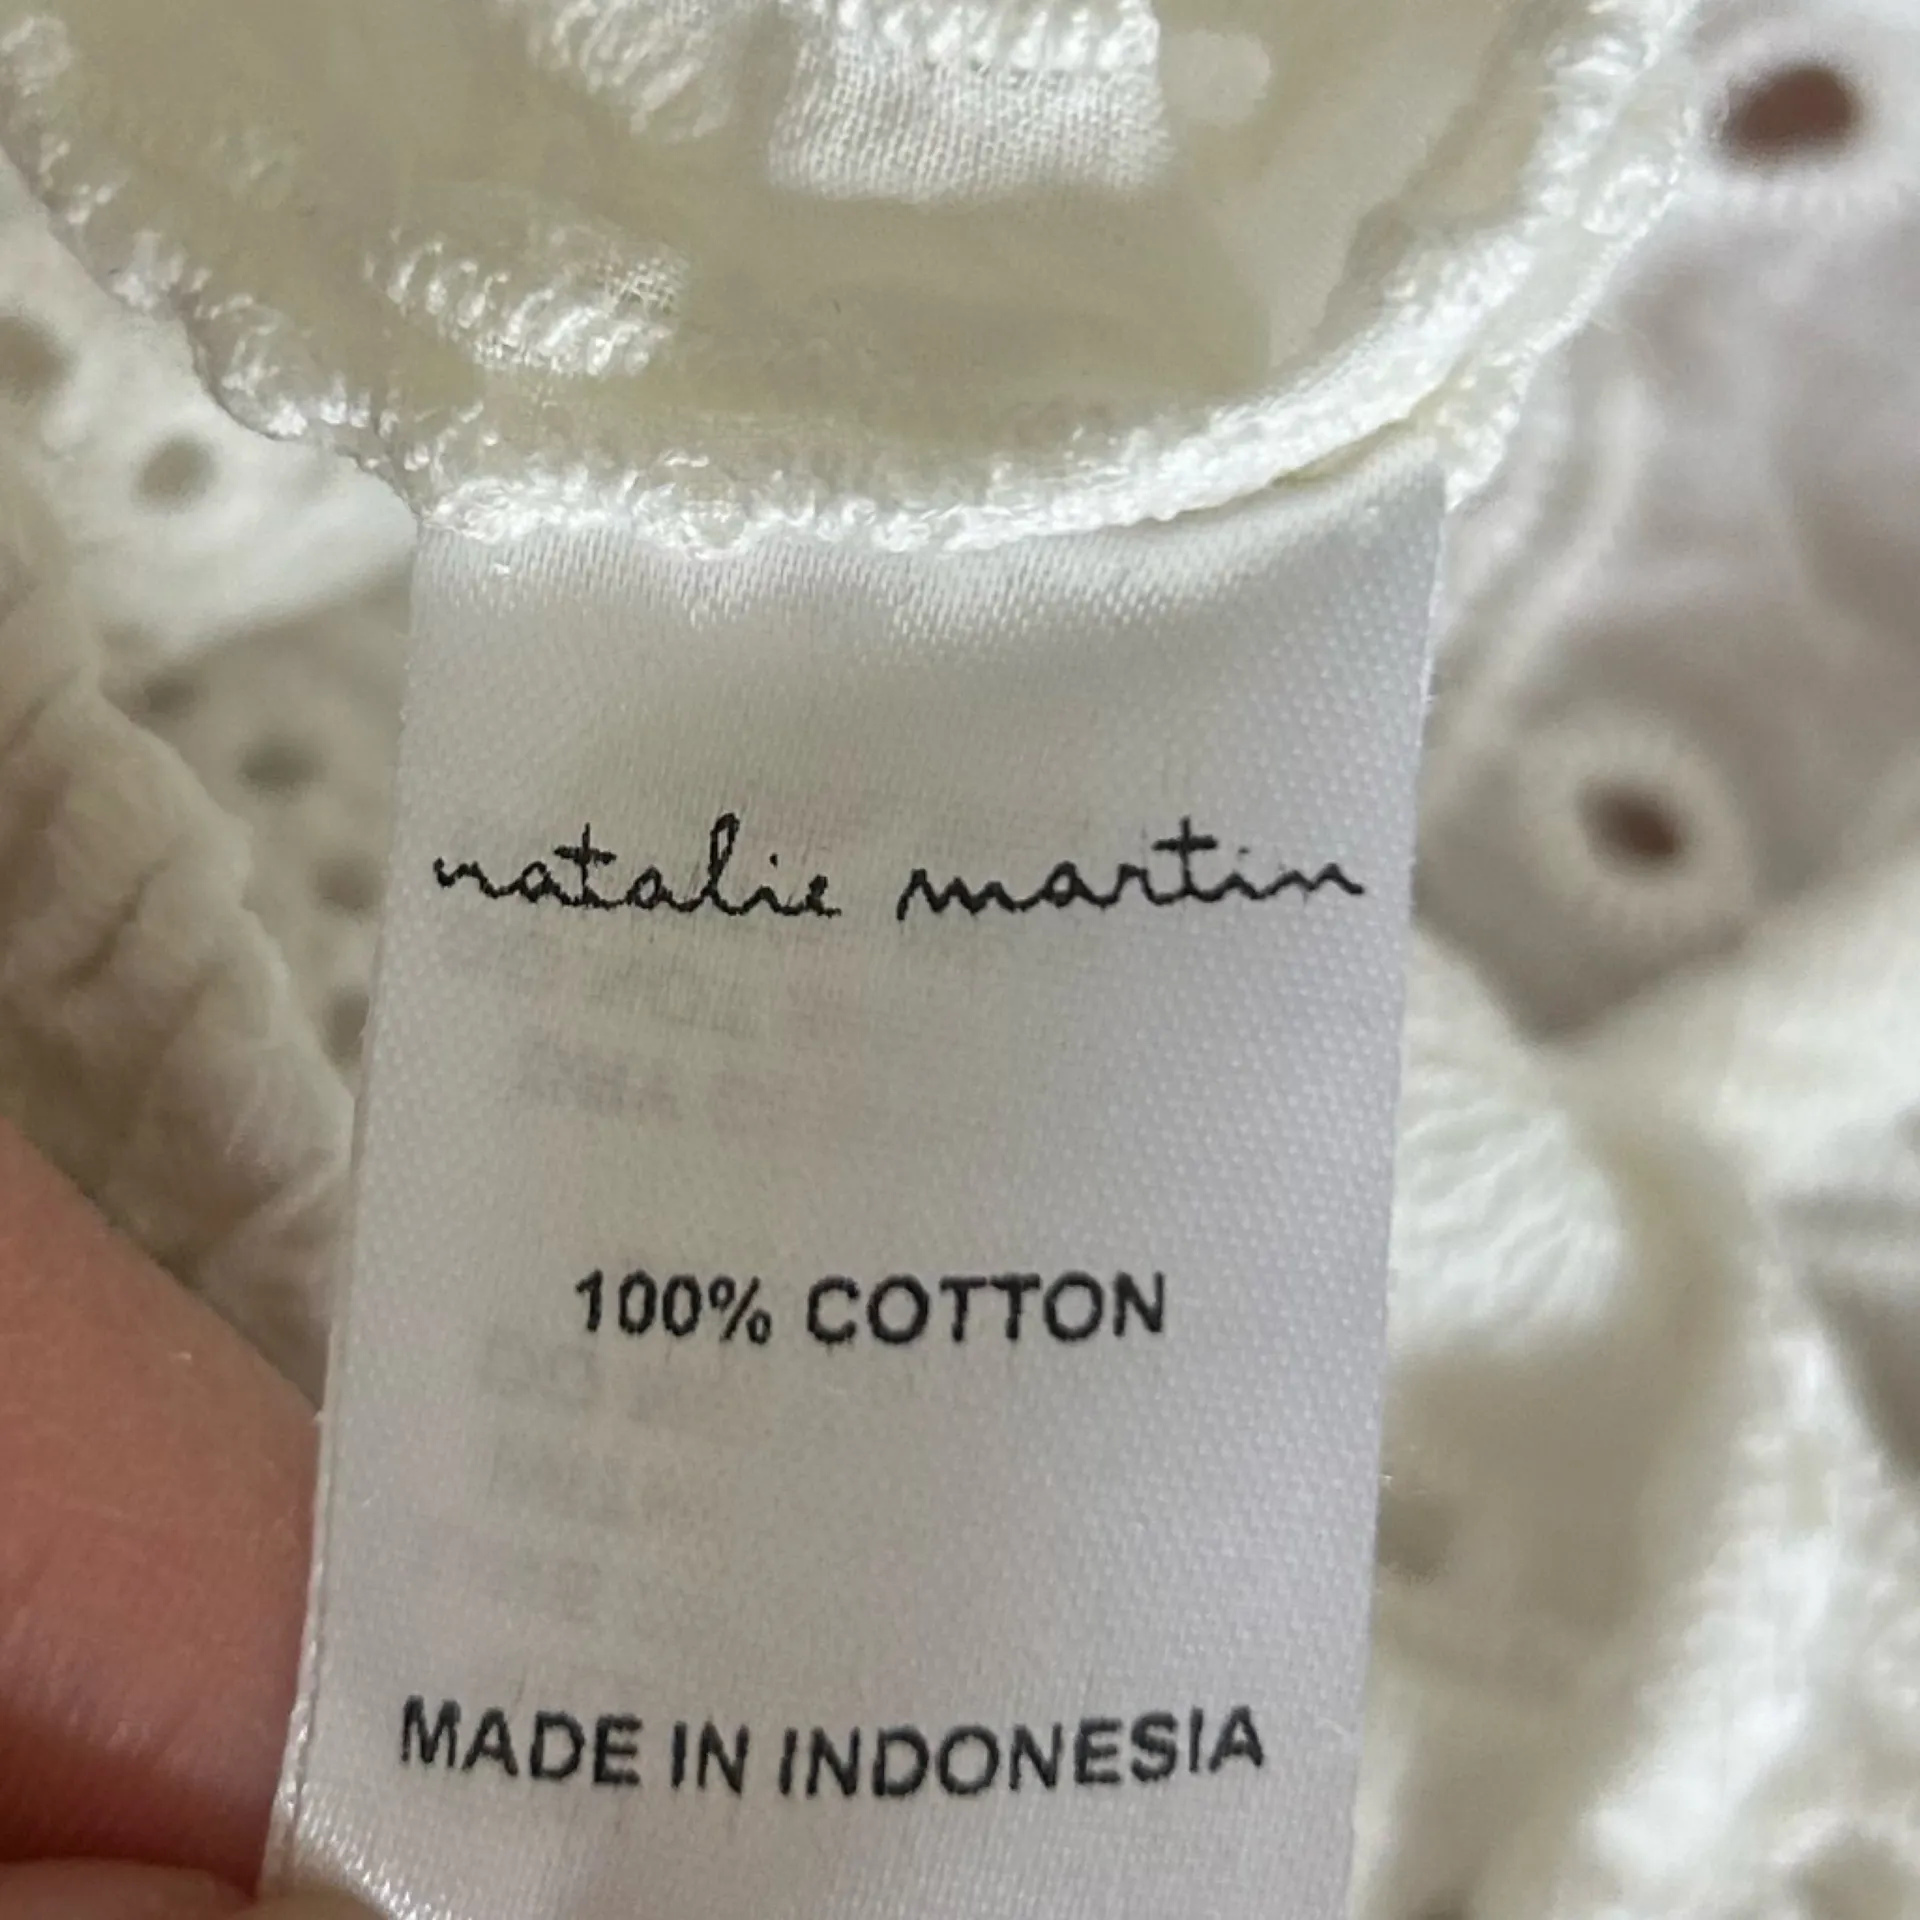 natalie martin
100% COTTON
MADE IN INDONESIA